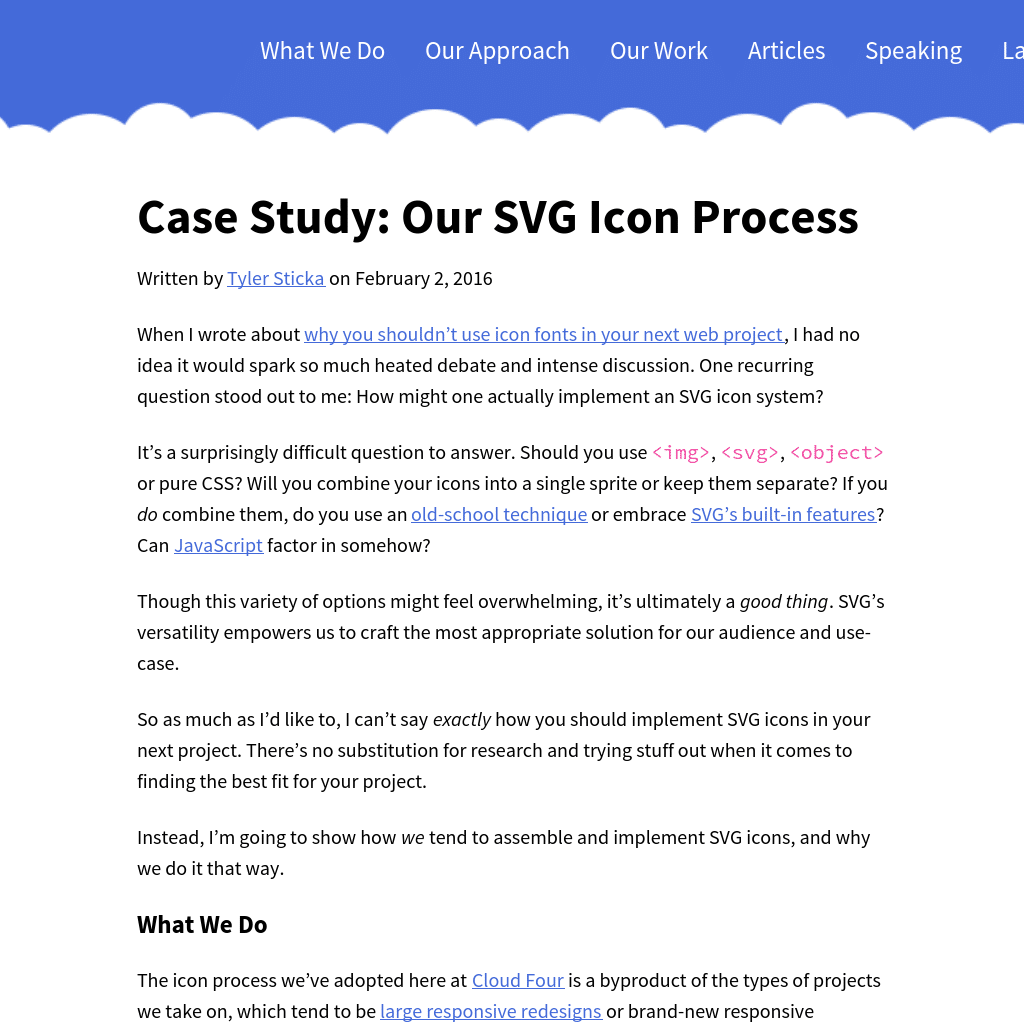 What We Do Our Approach Our Work Articles Speaking La
Case Study: Our SVG Icon Process
Written by Tyler Sticka on February 2, 2016
When I wrote about why you shouldn’t use icon fonts in your next web project, I had no
idea it would spark so much heated debate and intense discussion. One recurring
question stood out to me: How might one actually implement an SVG icon system?
It’s a surprisingly difficult question to answer. Should you use <img>, <svg>, <object>
or pure CSS? Will you combine your icons into a single sprite or keep them separate? If you
do combine them, do you use an old-school technique or embrace SVG’s built-in features?
Can JavaScript factor in somehow?
Though this variety of options might feel overwhelming, it’s ultimately a good thing. SVG’s
versatility empowers us to craft the most appropriate solution for our audience and use-
case.
So as much as I’d like to, I can’t say exactly how you should implement SVG icons in your
next project. There’s no substitution for research and trying stuff out when it comes to
finding the best fit for your project.
Instead, I’m going to show how we tend to assemble and implement SVG icons, and why
we do it that way.
What We Do
The icon process we’ve adopted here at Cloud Four is a byproduct of the types of projects
we take on, which tend to be large responsive redesigns or brand-new responsive